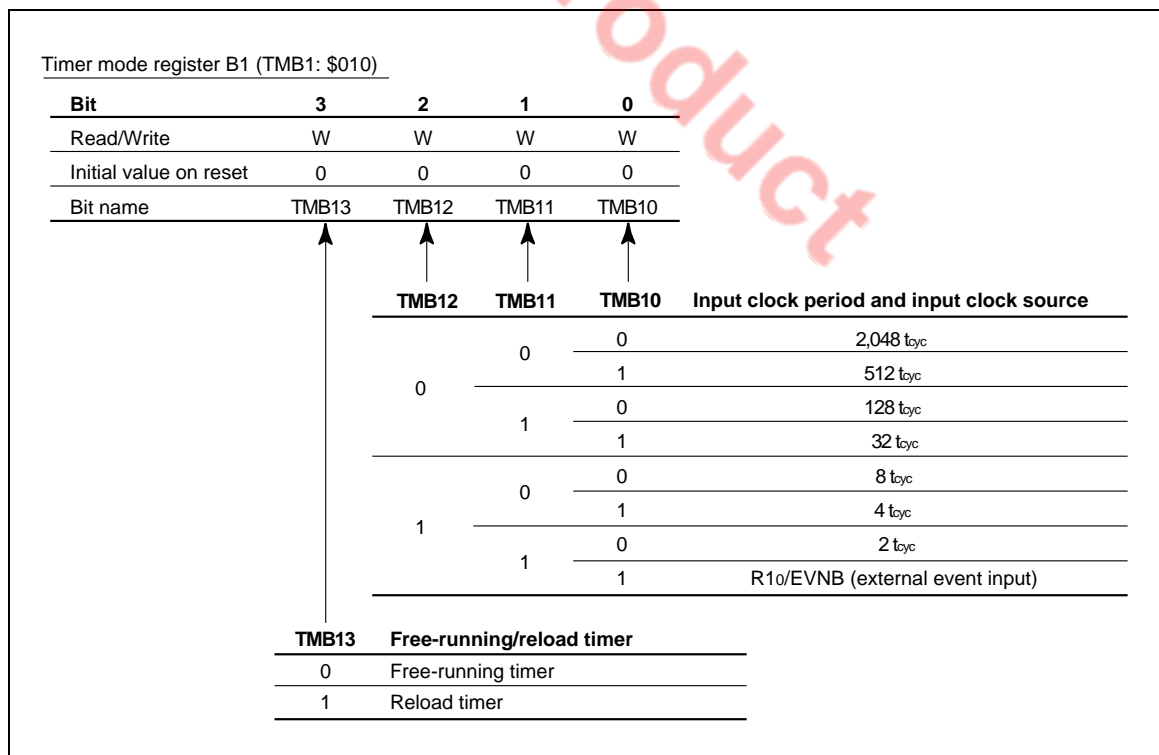 roduct
Timer mode register B1 (TMB1: $010)
Bit 3 2 1 0
Read/Write W W W W
Initial value on reset 0 0 0 0
Bit name TMB13 TMB12 TMB11 TMB10
TMB12 TMB11 TMB10 Input clock period and input clock source
0 0 0 2,048 tcyc
1 512 tcyc
1 0 128 tcyc
1 32 tcyc
1 0 0 8 tcyc
1 4 tcyc
1 0 2 tcyc
1 R10/EVNB (external event input)
TMB13 Free-running/reload timer
0 Free-running timer
1 Reload timer